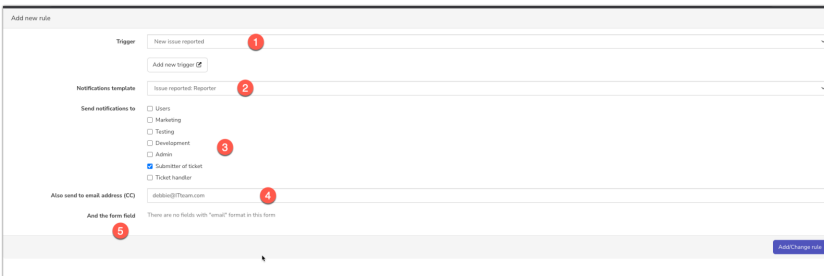 Add new rule
Trigger New issue reported 1
Add new trigger
Notifications template Issue reported: Reporter 2
Send notifications to Users
Marketing
Testing
Development
3
Admin
Submitter of ticket
Ticket handler
Also send to email address (CC) debbie@ITteam.com 4
And the form field There are no fields with "email" format in this form
5
Add/Change rule